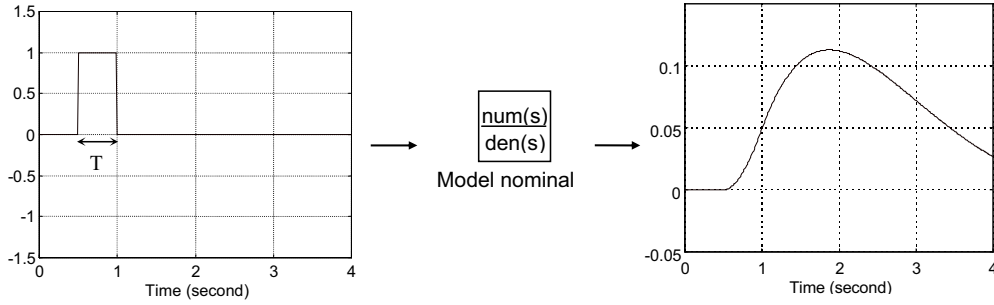 1.5
1
0.5
0
-0.5
-1
-1.5
T
0 1 2 3 4
Time (second)
num(s)
den(s)
Model nominal
0.1
0.05
0
-0.05
0 1 2 3 4
Time (second)